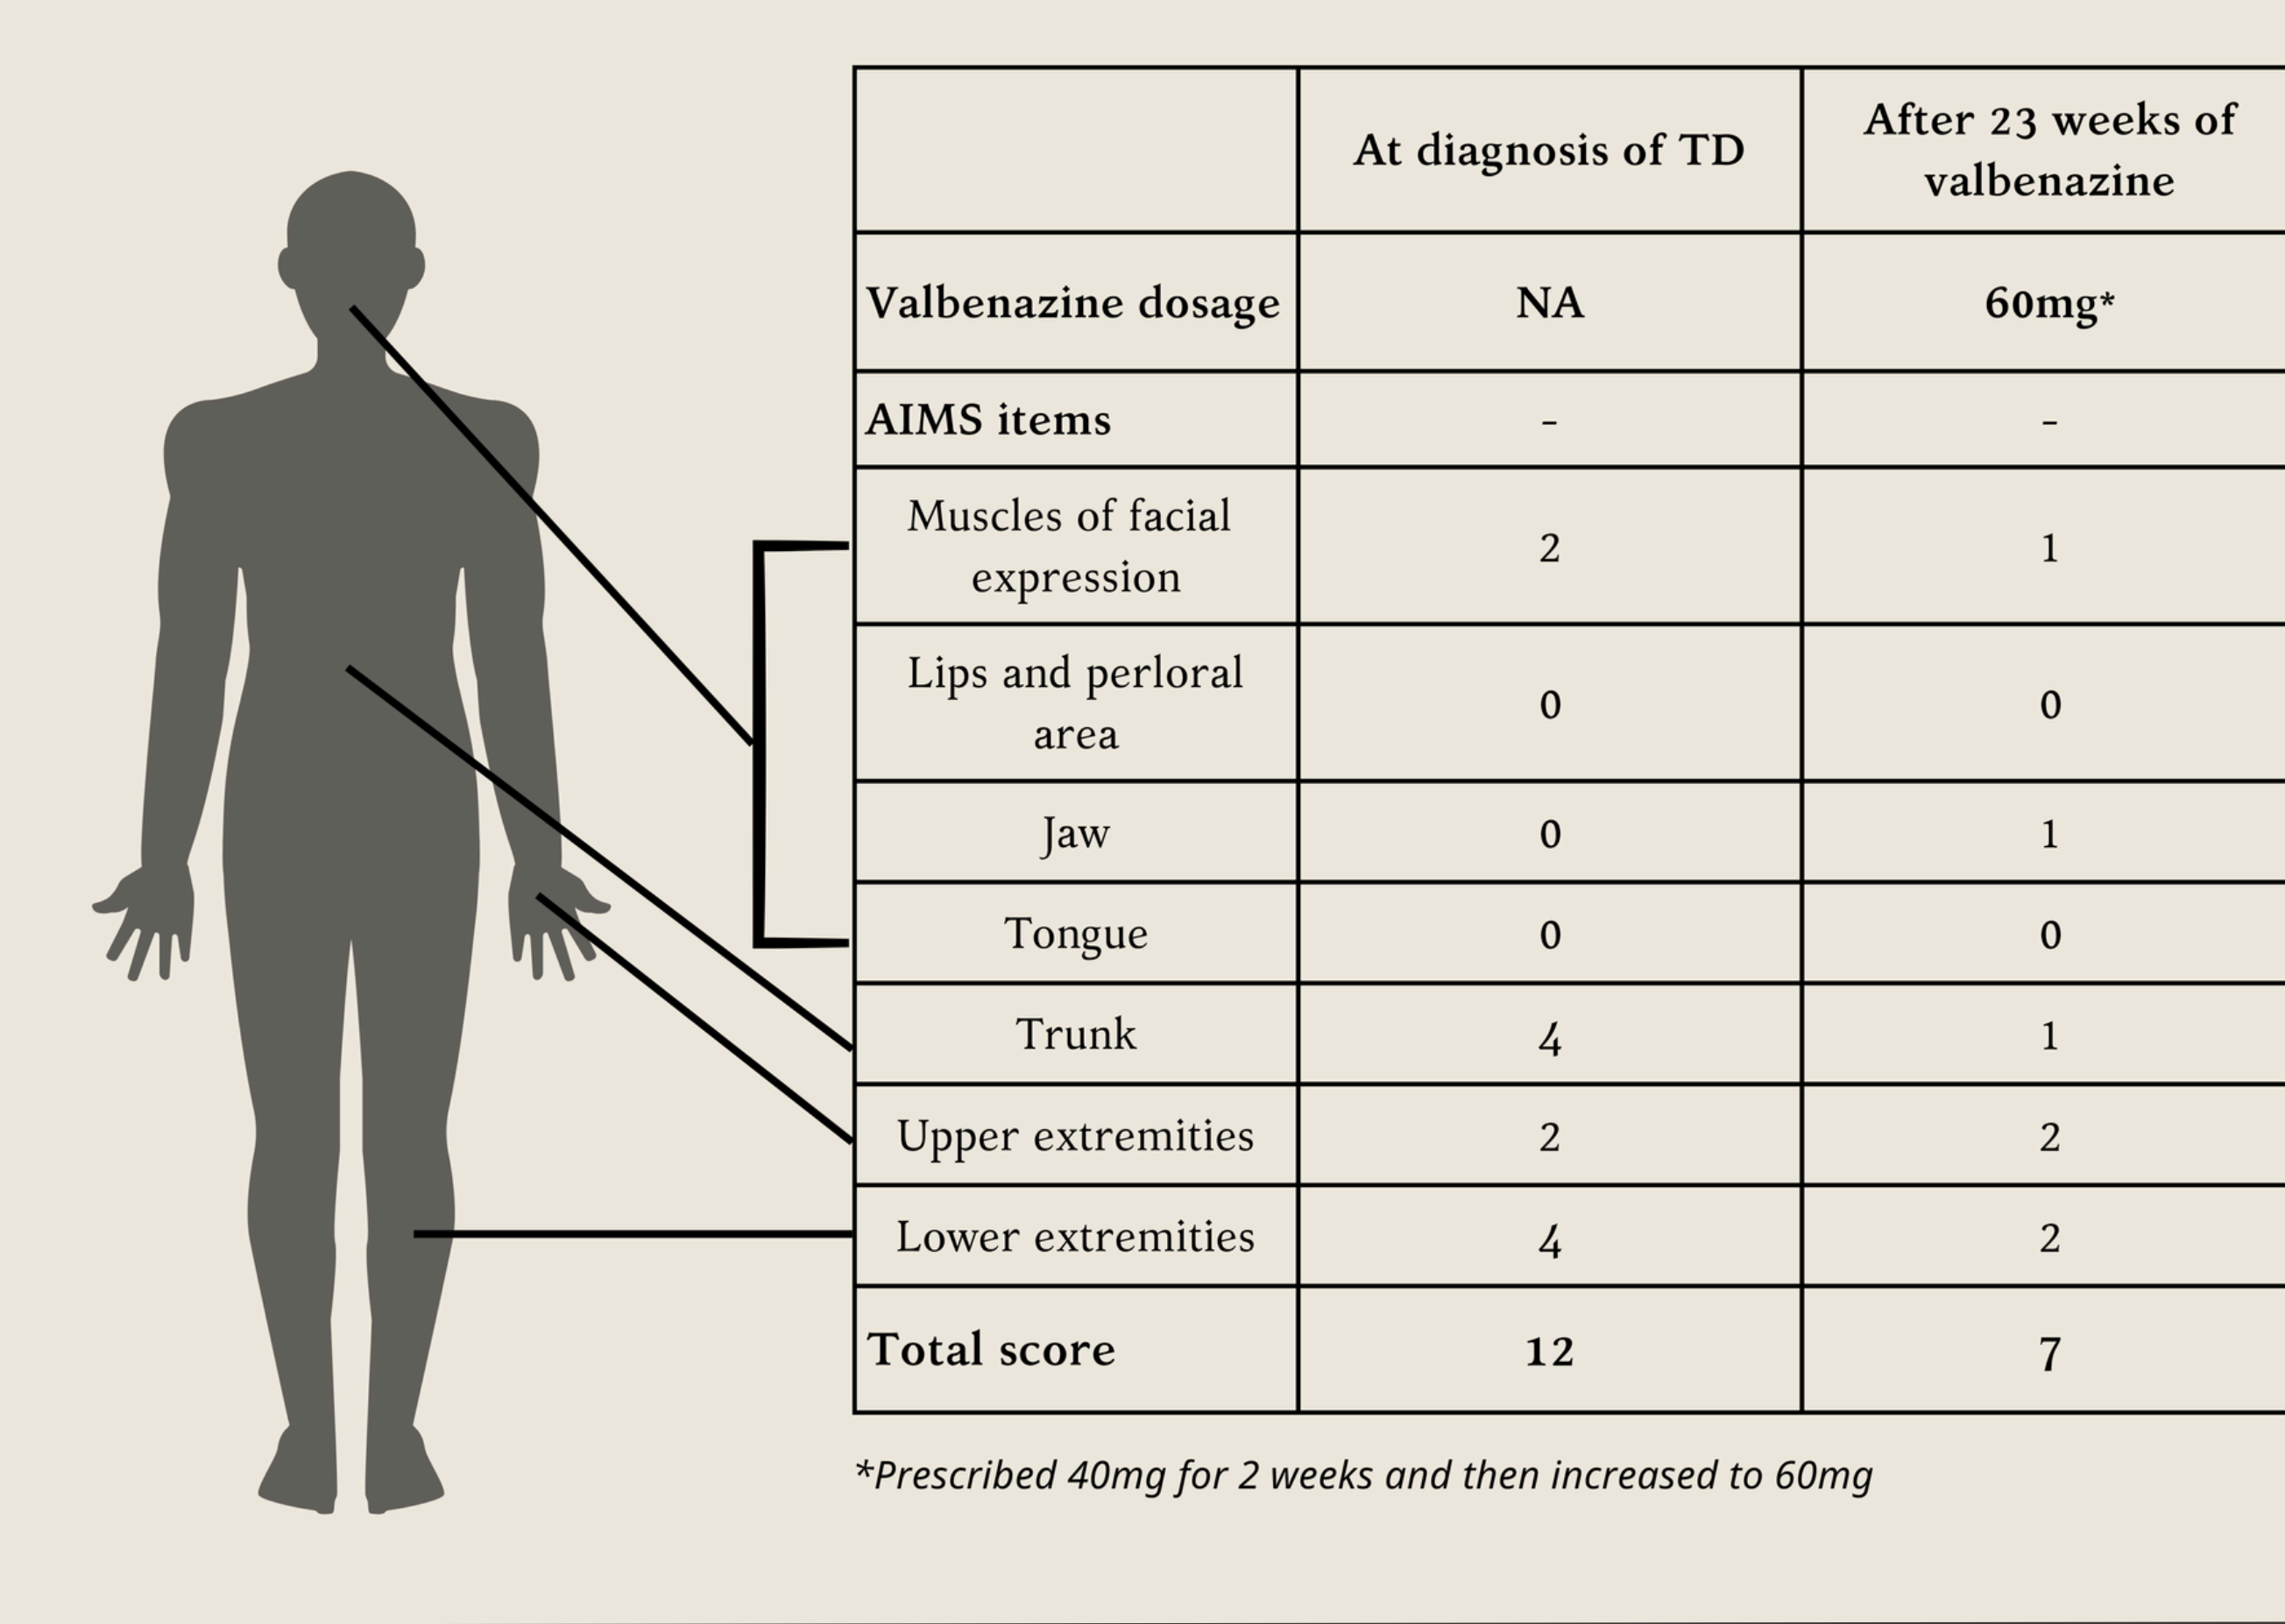 At diagnosis of TD
After 23 weeks of
valbenazine
Valbenazine dosage
NA
60mg*
AIMS items
-
-
Muscles of facial
expression
2
1
Lips and perloral
area
0
0
Jaw
0
1
Tongue
0
0
Trunk
4
1
Upper extremities
2
2
Lower extremities
4
2
Total score
12
7
*Prescribed 40mg for 2 weeks and then increased to 60mg